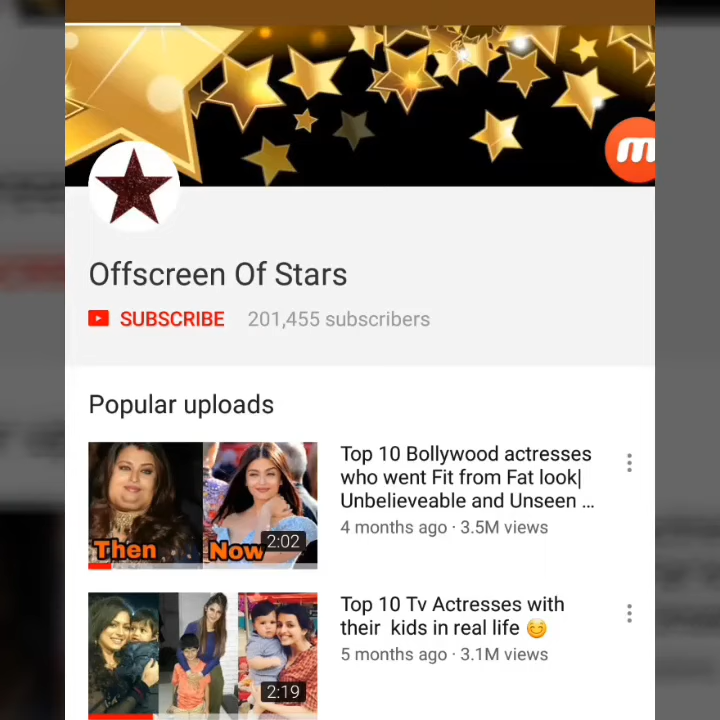 m
Offscreen Of Stars
SUBSCRIBE 201,455 subscribers
Popular uploads
Then
Now
2:02
Top 10 Bollywood actresses
who went Fit from Fat look|
Unbelieveable and Unseen ...
4 months ago · 3.5M views
2:19
Top 10 Tv Actresses with
their kids in real life 😊
5 months ago · 3.1M views